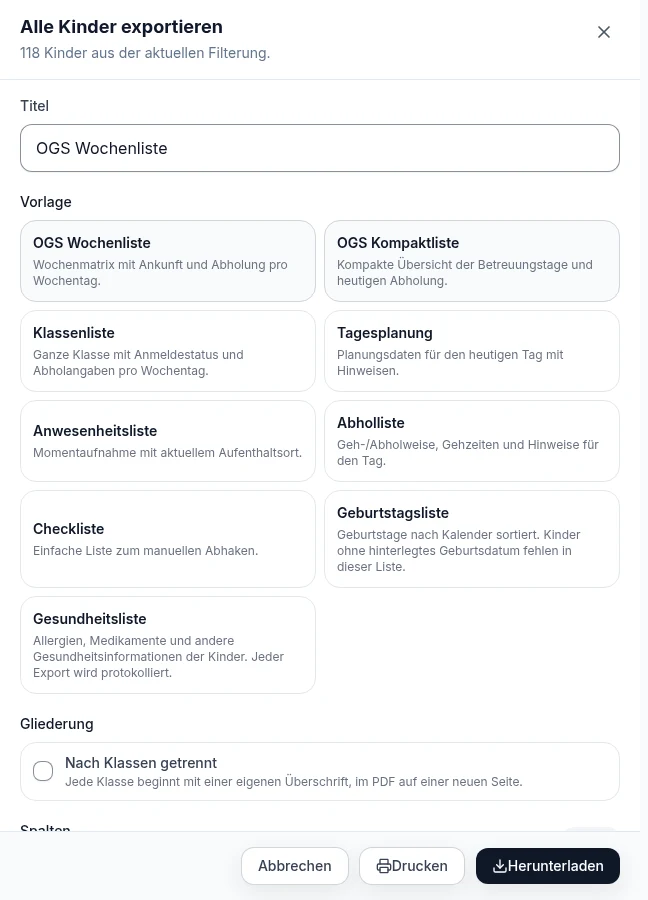 Alle Kinder exportieren
118 Kinder aus der aktuellen Filterung.
Titel
OGS Wochenliste
Vorlage
OGS Wochenliste
Wochenmatrix mit Ankunft und Abholung pro
Wochentag.
OGS Kompaktliste
Kompakte Übersicht der Betreuungstage und
heutigen Abholung.
Klassenliste
Ganze Klasse mit Anmeldestatus und
Abholangaben pro Wochentag.
Tagesplanung
Planungsdaten für den heutigen Tag mit
Hinweisen.
Anwesenheitsliste
Momentaufnahme mit aktuellem Aufenthaltsort.
Abholliste
Geh-/Abholweise, Gehzeiten und Hinweise für
den Tag.
Checkliste
Einfache Liste zum manuellen Abhaken.
Geburtstagsliste
Geburtstage nach Kalender sortiert. Kinder
ohne hinterlegtes Geburtsdatum fehlen in
dieser Liste.
Gesundheitsliste
Allergien, Medikamente und andere
Gesundheitsinformationen der Kinder. Jeder
Export wird protokolliert.
Gliederung
Nach Klassen getrennt
Jede Klasse beginnt mit einer eigenen Überschrift, im PDF auf einer neuen Seite.
Spalten
Abbrechen
Drucken
Herunterladen